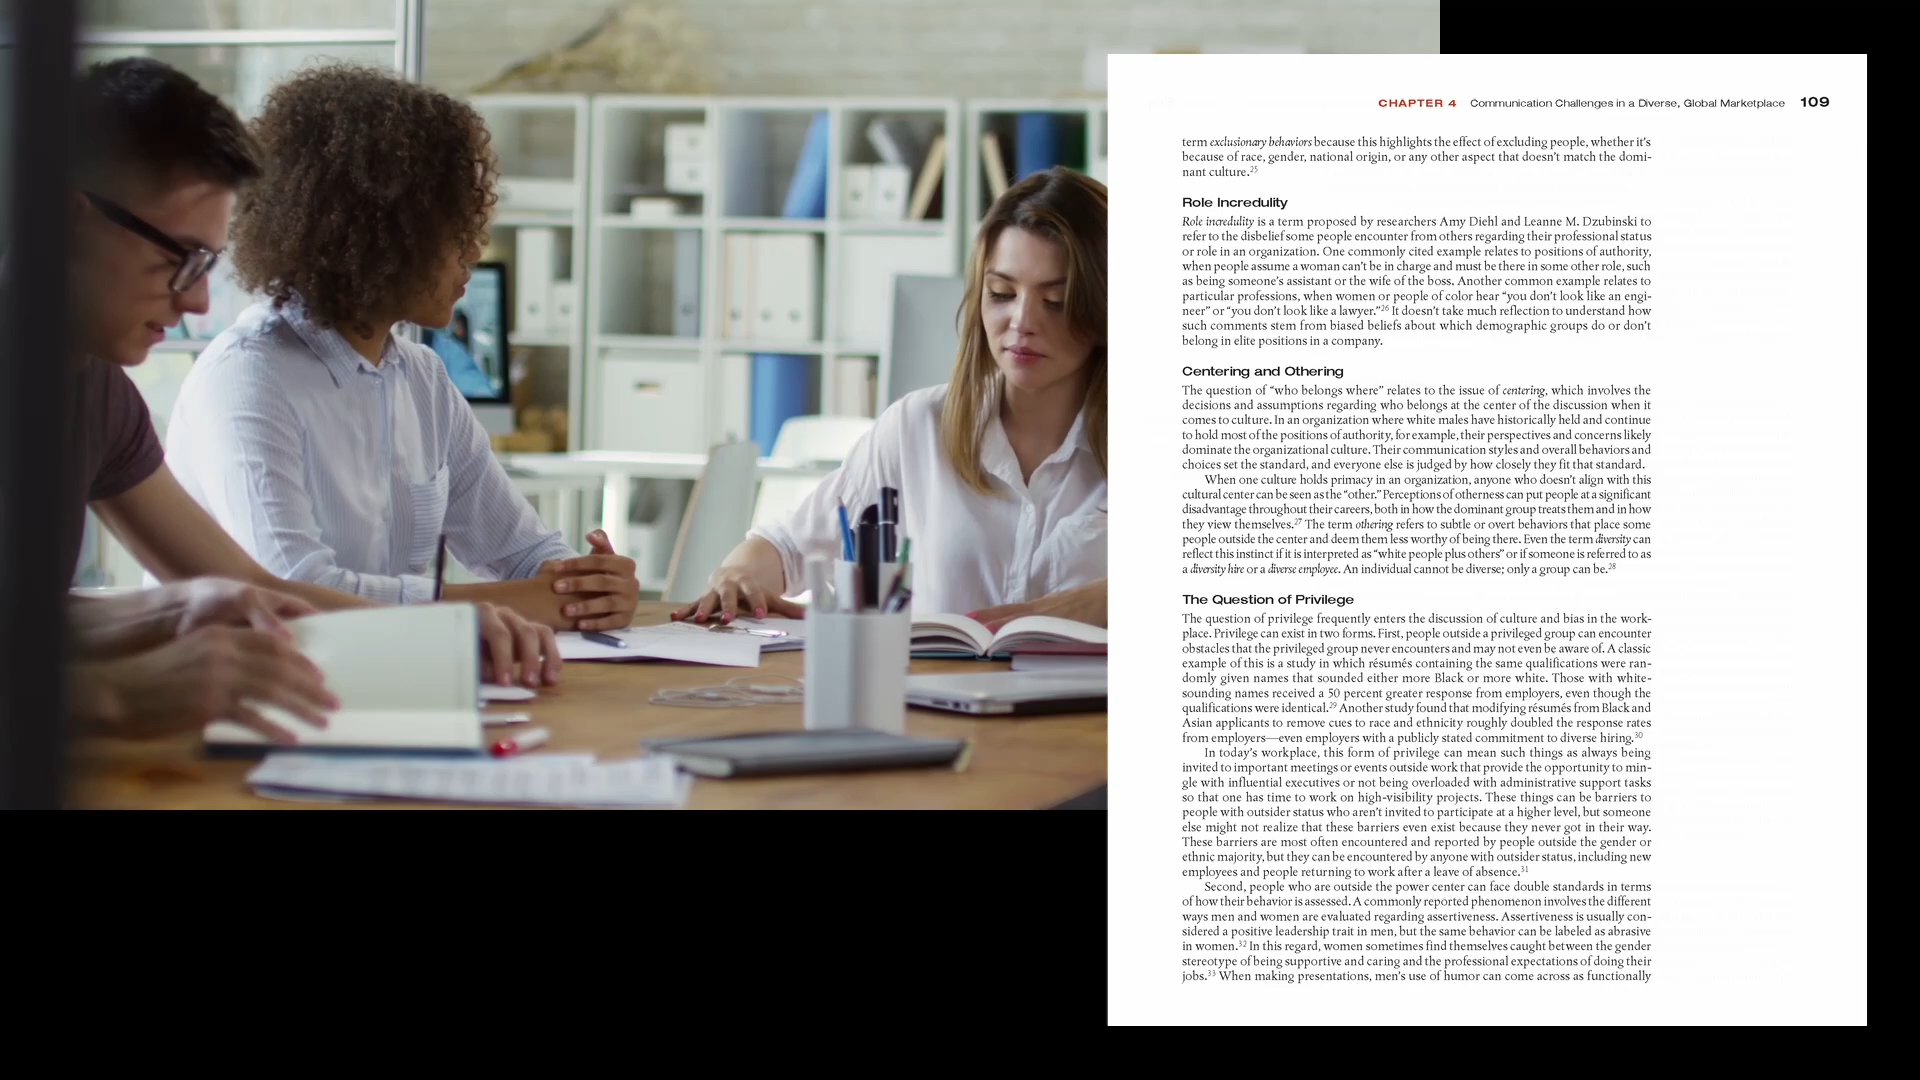 CHAPTER 4 Communication Challenges in a Diverse, Global Marketplace 109
term exclusionary behaviors because this highlights the effect of excluding people, whether it's
because of race, gender, national origin, or any other aspect that doesn't match the domi-
nant culture.25
Role Incredulity
Role incredulity is a term proposed by researchers Amy Diehl and Leanne M. Dzubinski to
refer to the disbelief some people encounter from others regarding their professional status
or role in an organization. One commonly cited example relates to positions of authority,
when people assume a woman can't be in charge and must be there in some other role, such
as being someone's assistant or the wife of the boss. Another common example relates to
particular professions, when women or people of color hear "you don't look like an engi-
neer" or "you don't look like a lawyer."26 It doesn't take much reflection to understand how
such comments stem from biased beliefs about which demographic groups do or don't
belong in elite positions in a company.
Centering and Othering
The question of "who belongs where" relates to the issue of centering, which involves the
decisions and assumptions regarding who belongs at the center of the discussion when it
comes to culture. In an organization where white males have historically held and continue
to hold most of the positions of authority, for example, their perspectives and concerns likely
dominate the organizational culture. Their communication styles and overall behaviors and
choices set the standard, and everyone else is judged by how closely they fit that standard.
When one culture holds primacy in an organization, anyone who doesn't align with this
cultural center can be seen as the "other." Perceptions of otherness can put people at a significant
disadvantage throughout their careers, both in how the dominant group treats them and in how
they view themselves.27 The term othering refers to subtle or overt behaviors that place some
people outside the center and deem them less worthy of being there. Even the term diversity can
reflect this instinct if it is interpreted as "white people plus others" or if someone is referred to as
a diversity hire or a diverse employee. An individual cannot be diverse; only a group can be.28
The Question of Privilege
The question of privilege frequently enters the discussion of culture and bias in the work-
place. Privilege can exist in two forms. First, people outside a privileged group can encounter
obstacles that the privileged group never encounters and may not even be aware of. A classic
example of this is a study in which résumés containing the same qualifications were ran-
domly given names that sounded either more Black or more white. Those with white-
sounding names received a 50 percent greater response from employers, even though the
qualifications were identical.29 Another study found that modifying résumés from Black and
Asian applicants to remove cues to race and ethnicity roughly doubled the response rates
from employers—even employers with a publicly stated commitment to diverse hiring.30
In today's workplace, this form of privilege can mean such things as always being
invited to important meetings or events outside work that provide the opportunity to min-
gle with influential executives or not being overloaded with administrative support tasks
so that one has time to work on high-visibility projects. These things can be barriers to
people with outsider status who aren't invited to participate at a higher level, but someone
else might not realize that these barriers even exist because they never got in their way.
These barriers are most often encountered and reported by people outside the gender or
ethnic majority, but they can be encountered by anyone with outsider status, including new
employees and people returning to work after a leave of absence.31
Second, people who are outside the power center can face double standards in terms
of how their behavior is assessed. A commonly reported phenomenon involves the different
ways men and women are evaluated regarding assertiveness. Assertiveness is usually con-
sidered a positive leadership trait in men, but the same behavior can be labeled as abrasive
in women.32 In this regard, women sometimes find themselves caught between the gender
stereotype of being supportive and caring and the professional expectations of doing their
jobs.33 When making presentations, men's use of humor can come across as functionally